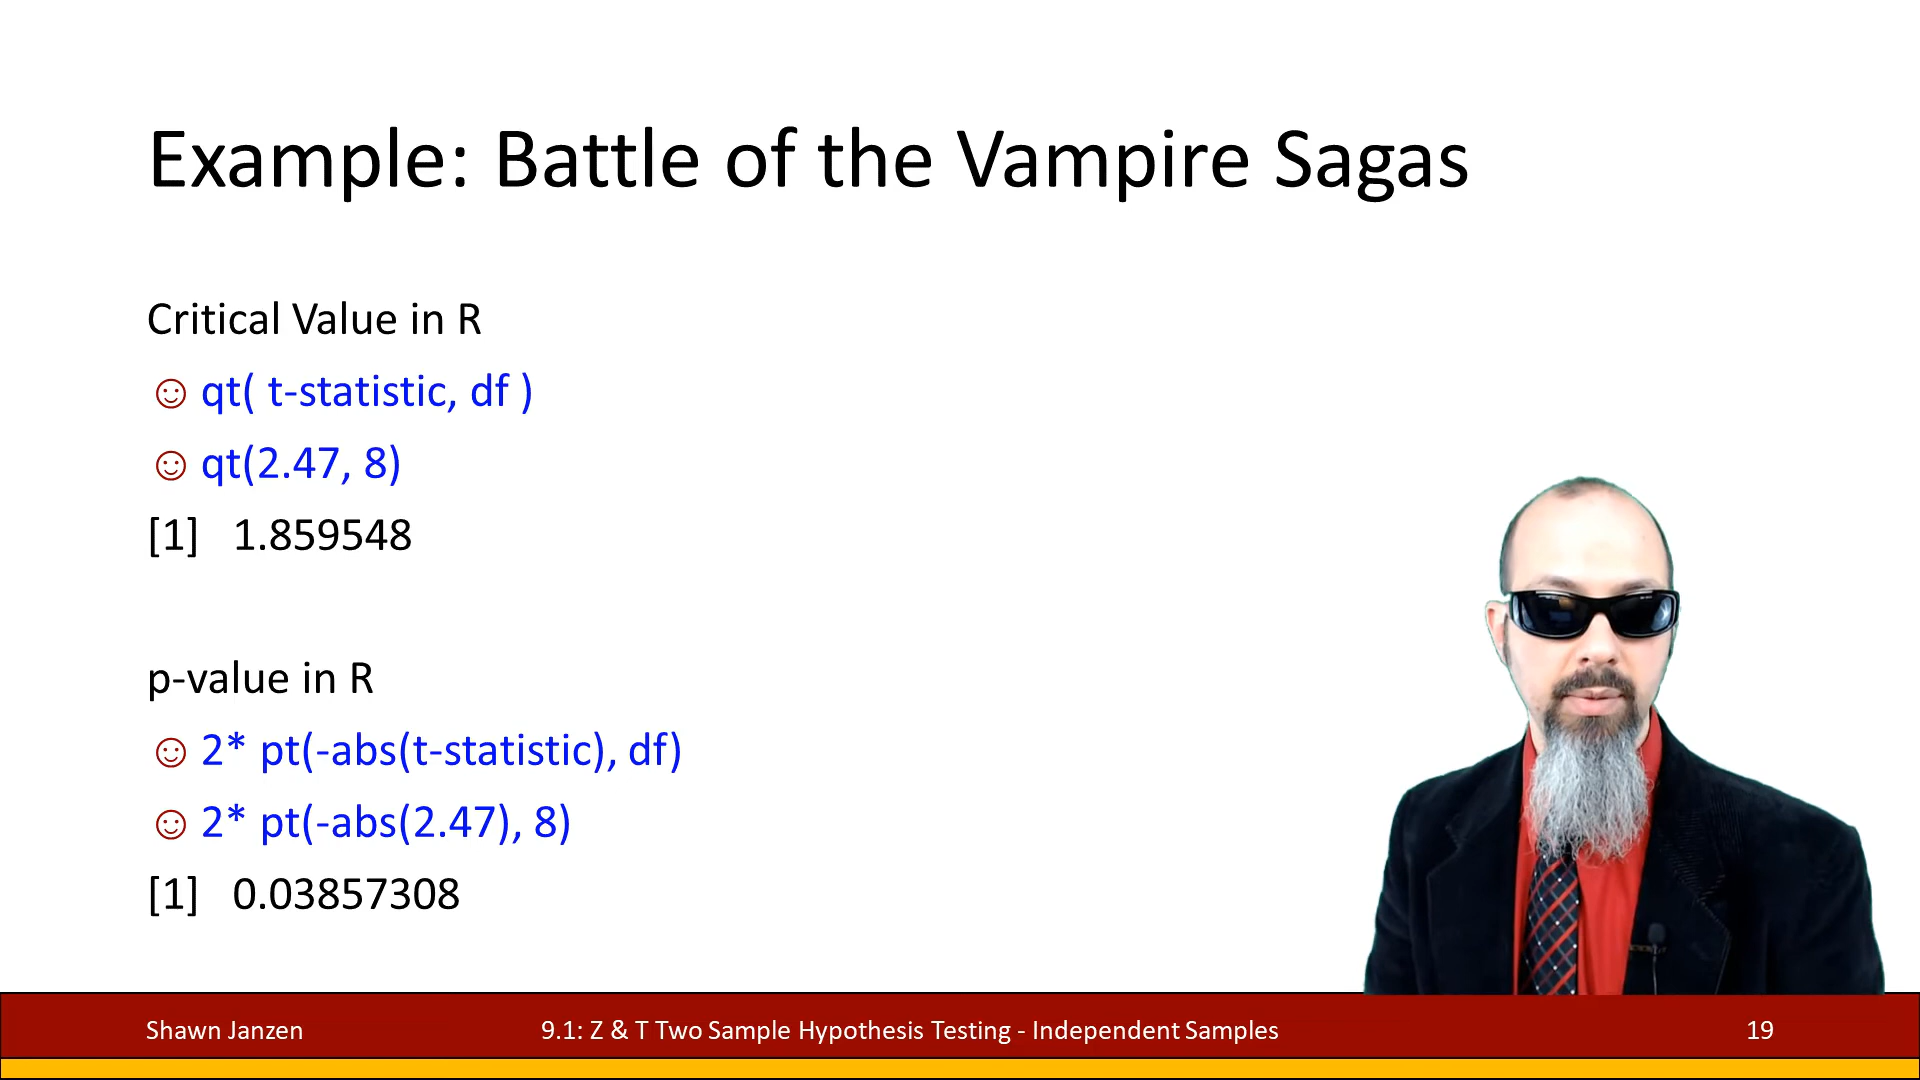 Example: Battle of the Vampire Sagas
Critical Value in R
☺ qt( t-statistic, df )
☺ qt(2.47, 8)
[1] 1.859548
p-value in R
☺ 2* pt(-abs(t-statistic), df)
☺ 2* pt(-abs(2.47), 8)
[1] 0.03857308
Shawn Janzen
9.1: Z & T Two Sample Hypothesis Testing - Independent Samples
19